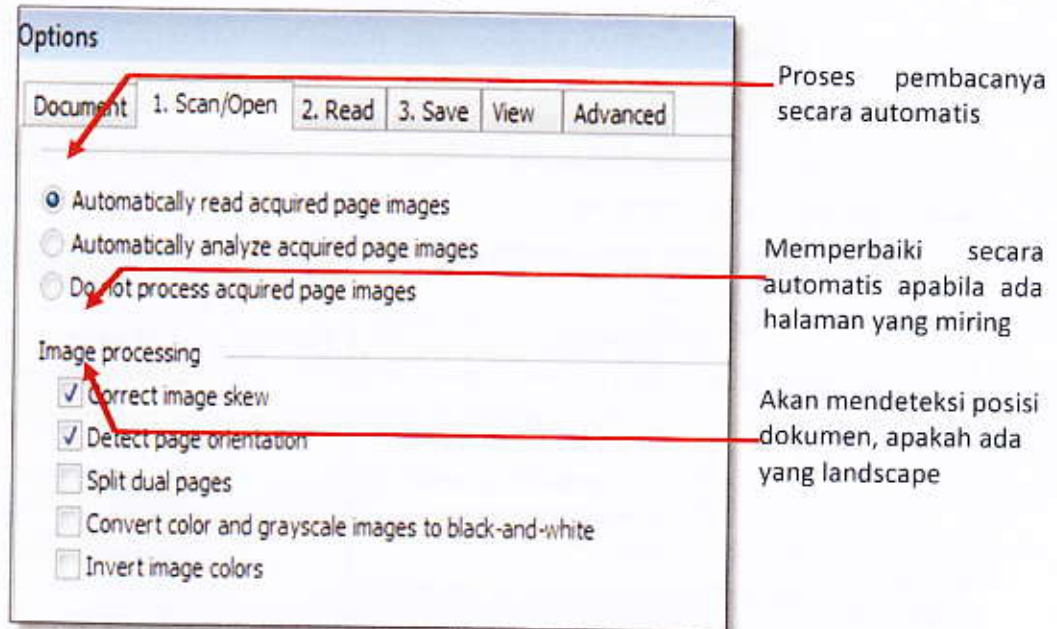 Options
Document 1. Scan/Open 2. Read 3. Save View Advanced
Automatically read acquired page images
Automatically analyze acquired page images
Do not process acquired page images
Image processing
Correct image skew
Detect page orientation
Split dual pages
Convert color and grayscale images to black-and-white
Invert image colors
Proses pembacanya
secara automatis
Memperbaiki secara
automatis apabila ada
halaman yang miring
Akan mendeteksi posisi
dokumen, apakah ada
yang landscape